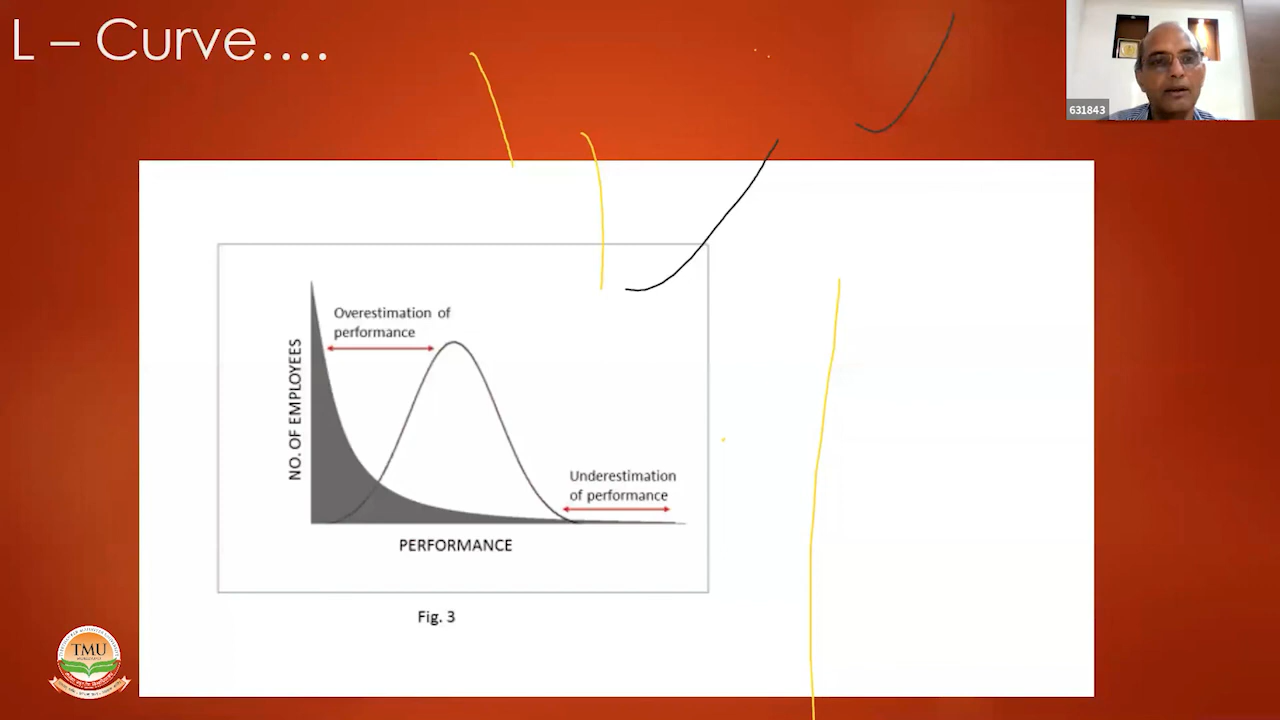 L – Curve....
631843
Overestimation of
performance
NO. OF EMPLOYEES
Underestimation
of performance
PERFORMANCE
Fig. 3
TMU